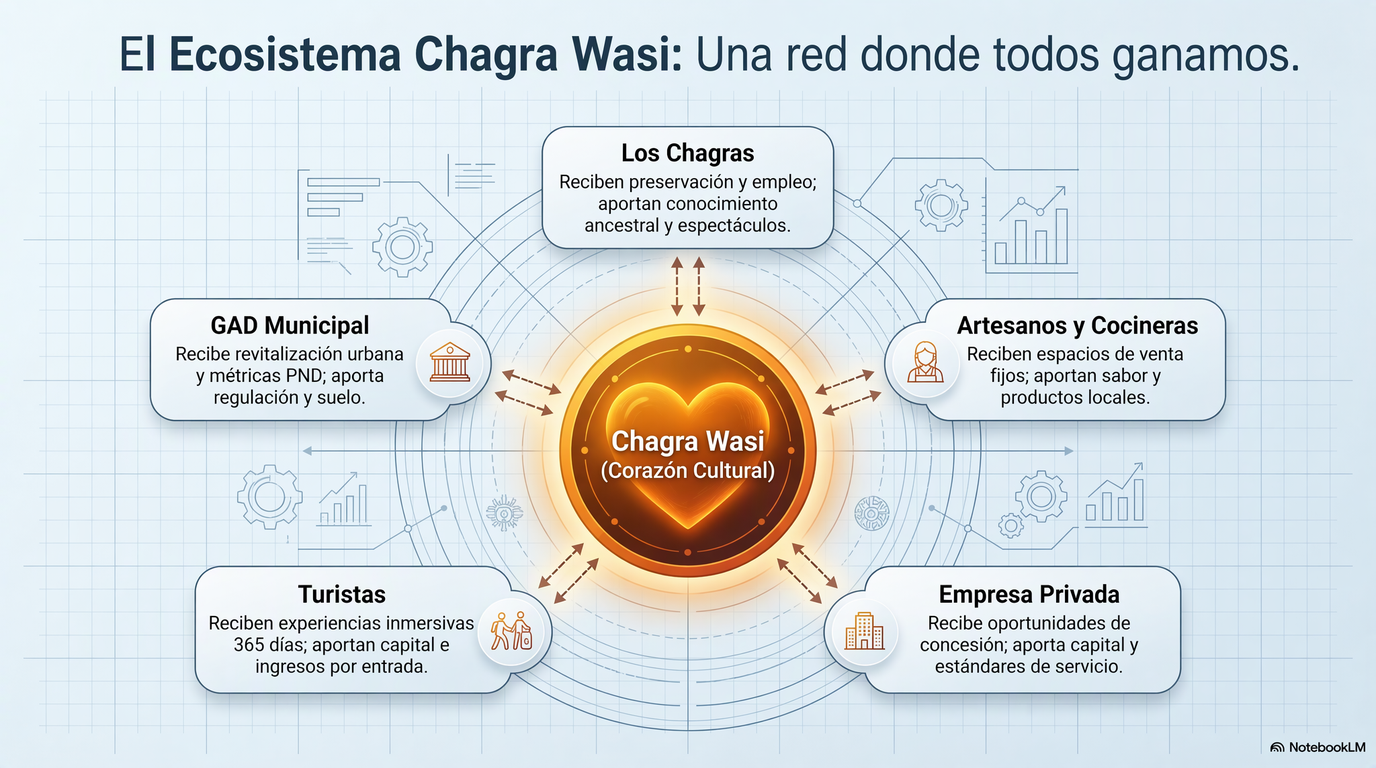 El Ecosistema Chagra Wasi: Una red donde todos ganamos.
Los Chagras
Reciben preservación y empleo;
aportan conocimiento
ancestral y espectáculos.
GAD Municipal
Recibe revitalización urbana
y métricas PND; aporta
regulación y suelo.
Artesanos y Cocineras
Reciben espacios de venta
fijos; aportan sabor y
productos locales.
Chagra Wasi
(Corazón Cultural)
Turistas
Reciben experiencias inmersivas
365 días; aportan capital e
ingresos por entrada.
Empresa Privada
Recibe oportunidades de
concesión; aporta capital y
estándares de servicio.
NotebookLM